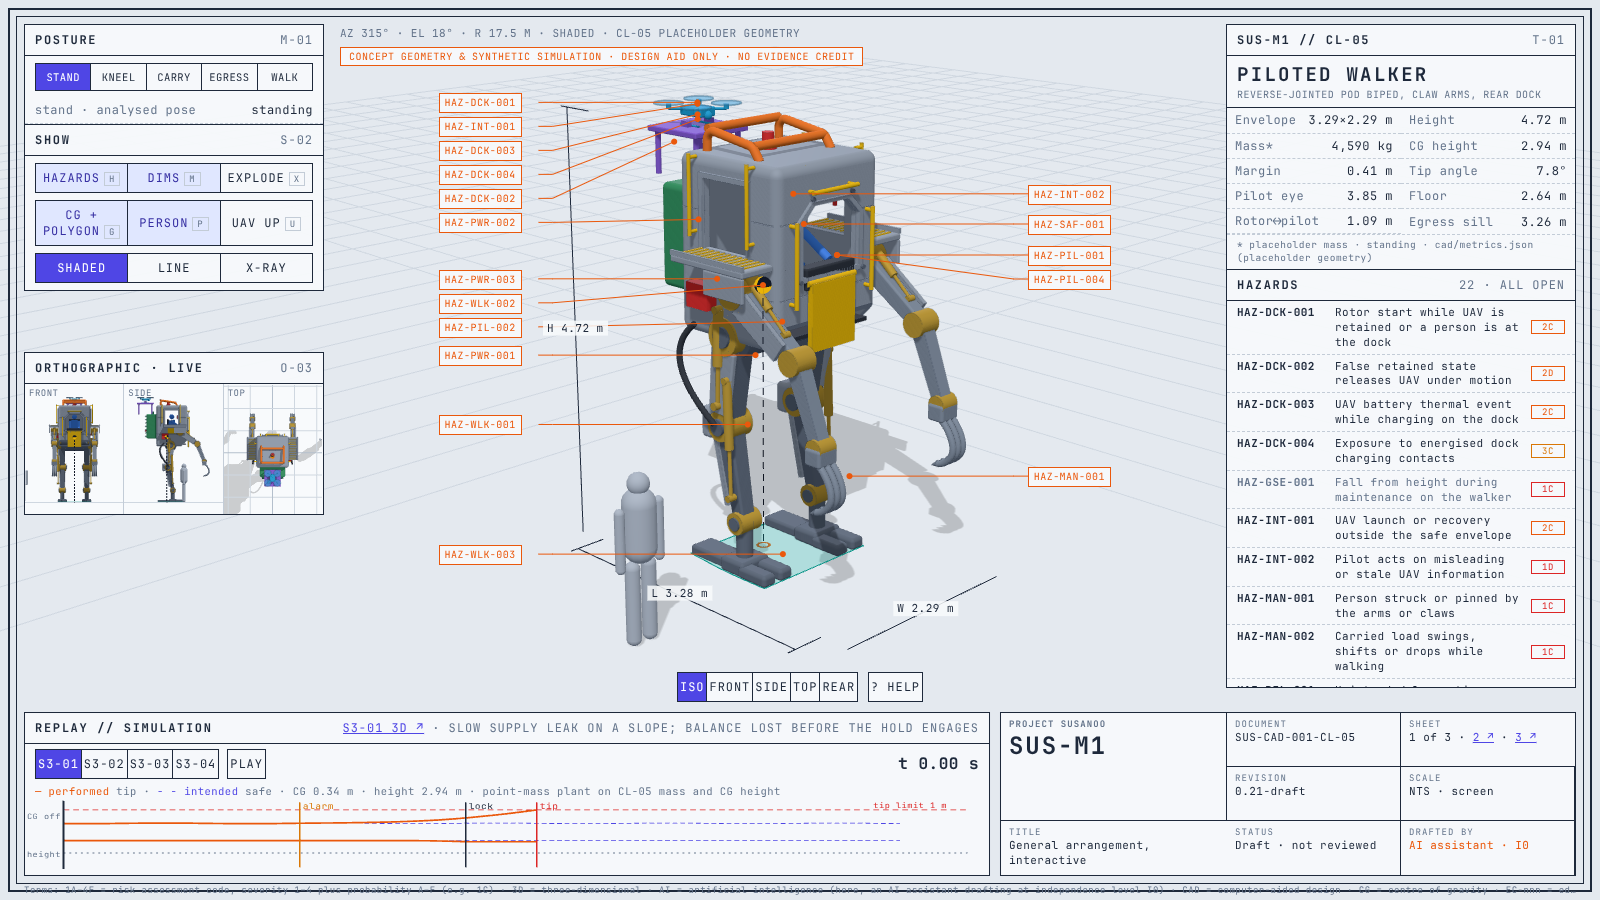 POSTURE M-01
STAND KNEEL CARRY EGRESS WALK
stand · analysed pose standing
SHOW S-02
HAZARDS H DIMS M EXPLODE X
CG + POLYGON G PERSON P UAV UP U
SHADED LINE X-RAY
ORTHOGRAPHIC · LIVE O-03
FRONT SIDE TOP
AZ 315° · EL 18° · R 17.5 M · SHADED · CL-05 PLACEHOLDER GEOMETRY
CONCEPT GEOMETRY & SYNTHETIC SIMULATION · DESIGN AID ONLY · NO EVIDENCE CREDIT
HAZ-DCK-001
HAZ-INT-001
HAZ-DCK-003
HAZ-DCK-004
HAZ-DCK-002
HAZ-PWR-002
HAZ-PWR-003
HAZ-WLK-002
HAZ-PIL-002
HAZ-PWR-001
HAZ-WLK-001
HAZ-WLK-003
H 4.72 m
L 3.28 m
W 2.29 m
HAZ-INT-002
HAZ-SAF-001
HAZ-PIL-001
HAZ-PIL-004
HAZ-MAN-001
ISO FRONT SIDE TOP REAR ? HELP
SUS-M1 // CL-05 T-01
PILOTED WALKER
REVERSE-JOINTED POD BIPED, CLAW ARMS, REAR DOCK
Envelope 3.29×2.29 m Height 4.72 m
Mass* 4,590 kg CG height 2.94 m
Margin 0.41 m Tip angle 7.8°
Pilot eye 3.85 m Floor 2.64 m
Rotor↔pilot 1.09 m Egress sill 3.26 m
* placeholder mass · standing · cad/metrics.json
(placeholder geometry)
HAZARDS 22 · ALL OPEN
HAZ-DCK-001 Rotor start while UAV is 2C
retained or a person is at
the dock
HAZ-DCK-002 False retained state 2D
releases UAV under motion
HAZ-DCK-003 UAV battery thermal event 2C
while charging on the dock
HAZ-DCK-004 Exposure to energised dock 3C
charging contacts
HAZ-GSE-001 Fall from height during 1C
maintenance on the walker
HAZ-INT-001 UAV launch or recovery 2C
outside the safe envelope
HAZ-INT-002 Pilot acts on misleading 1D
or stale UAV information
HAZ-MAN-001 Person struck or pinned by 1C
the arms or claws
HAZ-MAN-002 Carried load swings, 1C
shifts or drops while
walking
REPLAY // SIMULATION S3-01 3D ↗ · SLOW SUPPLY LEAK ON A SLOPE; BALANCE LOST BEFORE THE HOLD ENGAGES
S3-01 S3-02 S3-03 S3-04 PLAY t 0.00 s
— performed tip · - - intended safe · CG 0.34 m · height 2.94 m · point-mass plant on CL-05 mass and CG height
alarm lock tip tip limit 1 m
CG off
height
PROJECT SUSANOO
SUS-M1
DOCUMENT
SUS-CAD-001-CL-05
SHEET
1 of 3 · 2 ↗ · 3 ↗
REVISION
0.21-draft
SCALE
NTS · screen
TITLE
General arrangement,
interactive
STATUS
Draft · not reviewed
DRAFTED BY
AI assistant · I0